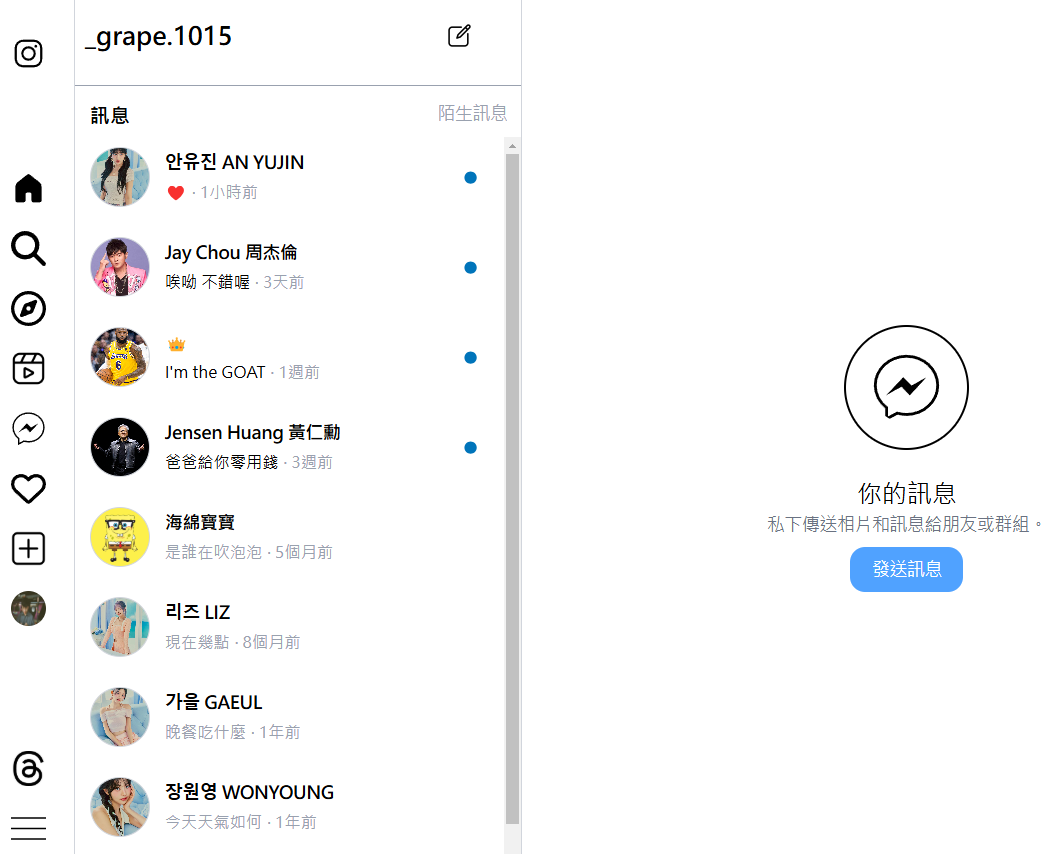 _grape.1015
訊息
陌生訊息
안유진 AN YUJIN
❤️ · 1小時前
Jay Chou 周杰倫
唉呦 不錯喔 · 3天前
👑
I'm the GOAT · 1週前
Jensen Huang 黃仁勳
爸爸給你零用錢 · 3週前
海綿寶寶
是誰在吹泡泡 · 5個月前
리즈 LIZ
現在幾點 · 8個月前
가을 GAEUL
晚餐吃什麼 · 1年前
장원영 WONYOUNG
今天天氣如何 · 1年前
你的訊息
私下傳送相片和訊息給朋友或群組。
發送訊息